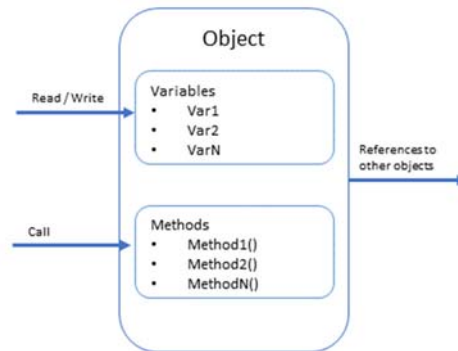 Object
Read / Write
Variables
• Var1
• Var2
• VarN
References to
other objects
Call
Methods
• Method1()
• Method2()
• MethodN()